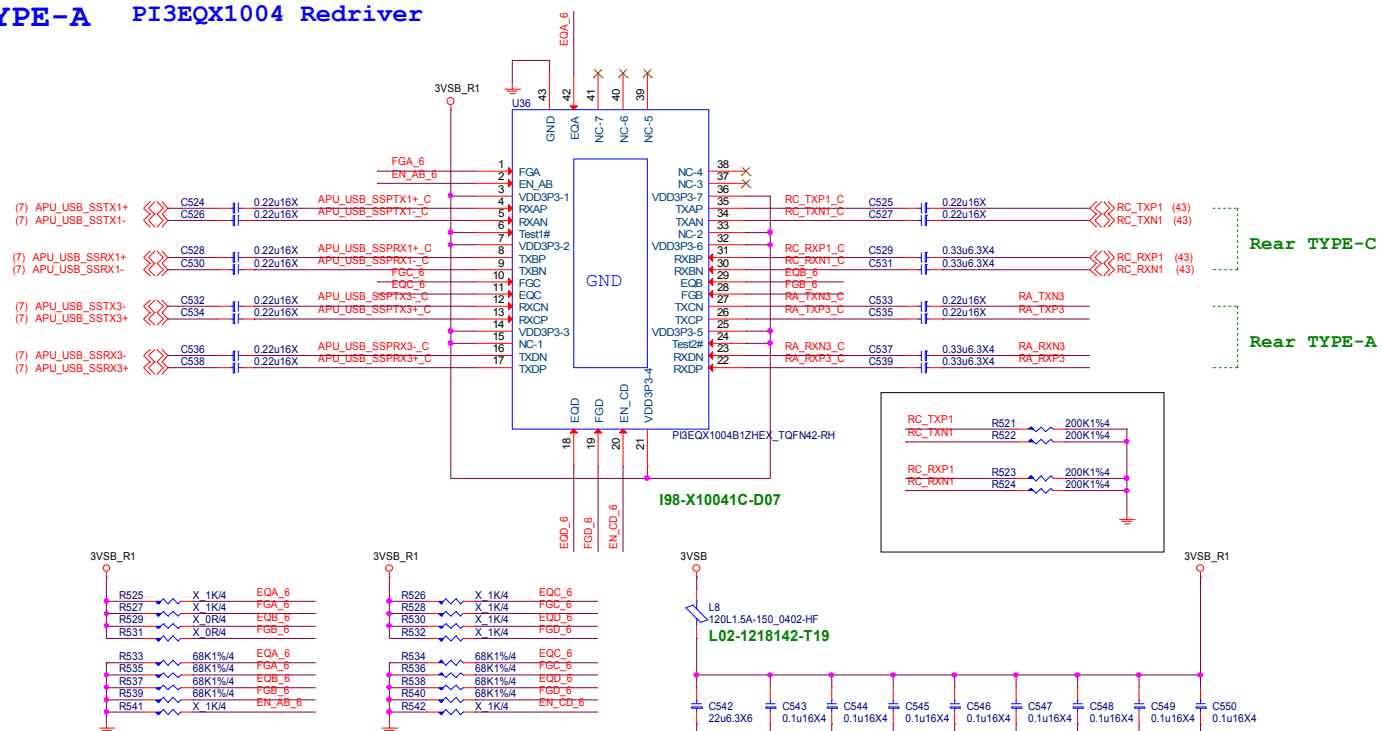 YPE-A PI3EQX1004 Redriver
EQA_6
3VSB_R1
43 42 41 40 39
U36
GND EQA NC-7 NC-6 NC-5
FGA_6 1 FGA
EN_AB_6 2 EN_AB
3 VDD3P3-1
(7) APU_USB_SSTX1+ C524 0.22u16X APU_USB_SSPTX1+_C 4 RXAP
(7) APU_USB_SSTX1- C526 0.22u16X APU_USB_SSPTX1-_C 5 RXAN
6 Test1#
7 VDD3P3-2
(7) APU_USB_SSRX1+ C528 0.22u16X APU_USB_SSPRX1+_C 8 TXBP
(7) APU_USB_SSRX1- C530 0.22u16X APU_USB_SSPRX1-_C 9 TXBN
FGC_6 10 FGC
EQC_6 11 EQC
(7) APU_USB_SSTX3- C532 0.22u16X APU_USB_SSPTX3-_C 12 RXCN
(7) APU_USB_SSTX3+ C534 0.22u16X APU_USB_SSPTX3+_C 13 RXCP
14 VDD3P3-3
15 NC-1
(7) APU_USB_SSRX3- C536 0.22u16X APU_USB_SSPRX3-_C 16 TXDN
(7) APU_USB_SSRX3+ C538 0.22u16X APU_USB_SSPRX3+_C 17 TXDP
GND
NC-4 38
NC-3 37
VDD3P3-7 36
TXAP 35 RC_TXP1_C C525 0.22u16X RC_TXP1 (43)
TXAN 34 RC_TXN1_C C527 0.22u16X RC_TXN1 (43)
NC-2 33
VDD3P3-6 32
RXBP 31 RC_RXP1_C C529 0.33u6.3X4 RC_RXP1 (43)
RXBN 30 RC_RXN1_C C531 0.33u6.3X4 RC_RXN1 (43)
EQB 29 EQB_6
FGB 28 FGB_6
TXCN 27 RA_TXN3_C C533 0.22u16X RA_TXN3
TXCP 26 RA_TXP3_C C535 0.22u16X RA_TXP3
VDD3P3-5 25
Test2# 24
RXDN 23 RA_RXN3_C C537 0.33u6.3X4 RA_RXN3
RXDP 22 RA_RXP3_C C539 0.33u6.3X4 RA_RXP3
Rear TYPE-C
Rear TYPE-A
EQD FGD EN_CD VDD3P3-4
18 19 20 21
PI3EQX1004B1ZHEX_TQFN42-RH
I98-X10041C-D07
EQD_6 FGD_6 EN_CD_6
RC_TXP1 R521 200K1%4
RC_TXN1 R522 200K1%4
RC_RXP1 R523 200K1%4
RC_RXN1 R524 200K1%4
3VSB_R1
R525 X_1K/4 EQA_6
R527 X_1K/4 FGA_6
R529 X_0R/4 EQB_6
R531 X_0R/4 FGB_6
R533 68K1%/4 EQA_6
R535 68K1%/4 FGA_6
R537 68K1%/4 EQB_6
R539 68K1%/4 FGB_6
R541 X_1K/4 EN_AB_6
3VSB_R1
R526 X_1K/4 EQC_6
R528 X_1K/4 FGC_6
R530 X_1K/4 EQD_6
R532 X_1K/4 FGD_6
R534 68K1%/4 EQC_6
R536 68K1%/4 FGC_6
R538 68K1%/4 EQD_6
R540 68K1%/4 FGD_6
R542 X_1K/4 EN_CD_6
3VSB 3VSB_R1
L8
120L1.5A-150_0402-HF
L02-1218142-T19
C542 C543 C544 C545 C546 C547 C548 C549 C550
22u6.3X6 0.1u16X4 0.1u16X4 0.1u16X4 0.1u16X4 0.1u16X4 0.1u16X4 0.1u16X4 0.1u16X4